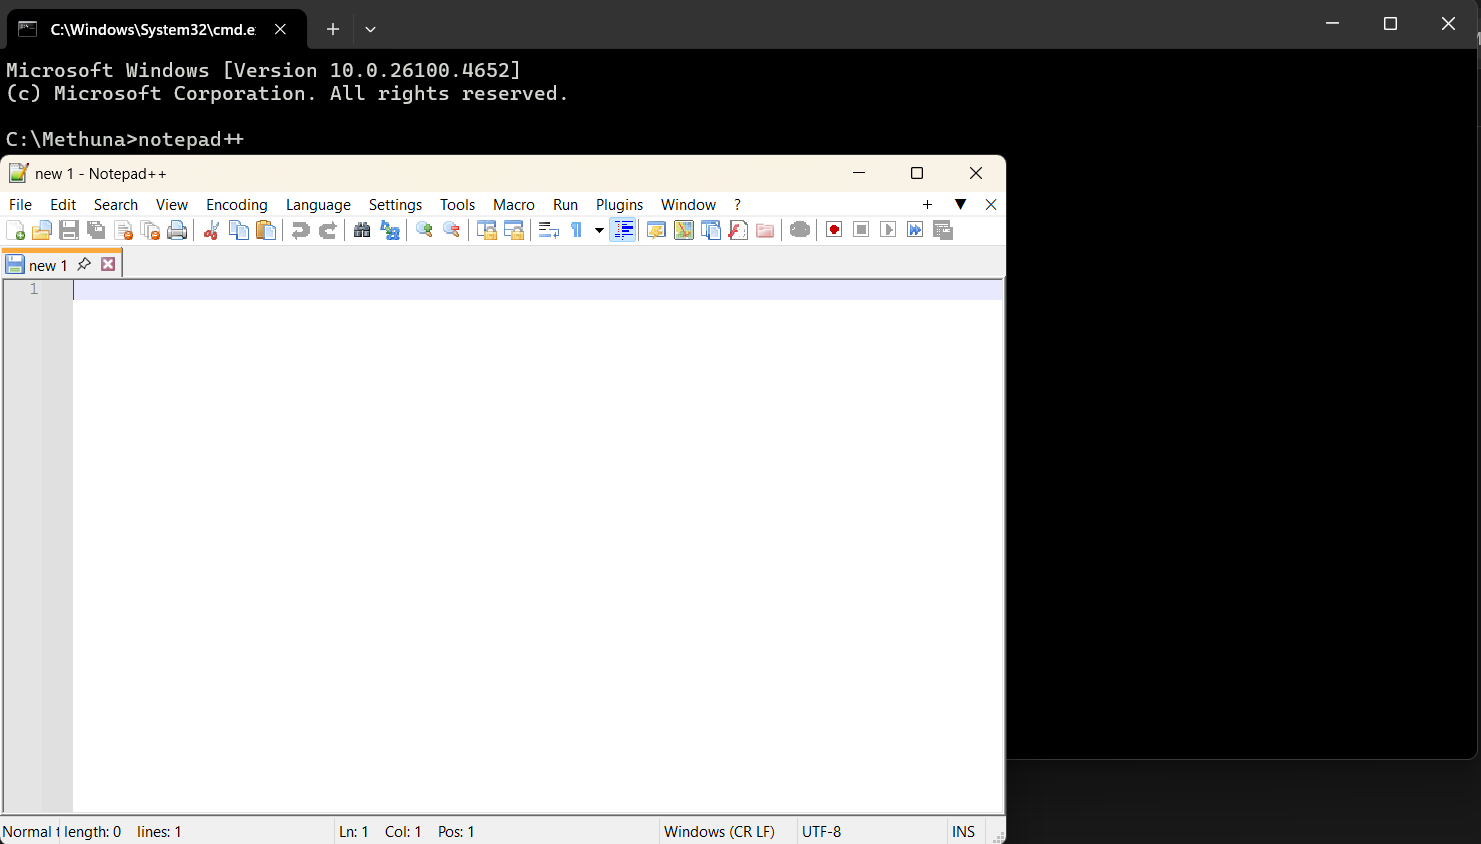 C:\Windows\System32\cmd.e
Microsoft Windows [Version 10.0.26100.4652]
(c) Microsoft Corporation. All rights reserved.
C:\Methuna>notepad++
new 1 - Notepad++
File Edit Search View Encoding Language Settings Tools Macro Run Plugins Window ?
new 1
1
Normal t length: 0 lines: 1 Ln: 1 Col: 1 Pos: 1 Windows (CR LF) UTF-8 INS